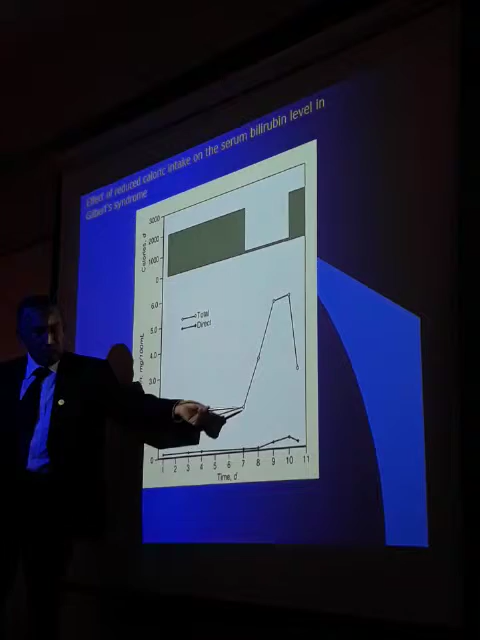 Effect of reduced caloric intake on the serum bilirubin level in
Gilbert's syndrome
3000
2000
1000
Calories, d
6.0
5.0
4.0
3.0
Total
Direct
0
1 2 3 4 5 6 7 8 9 10 11
Time, d